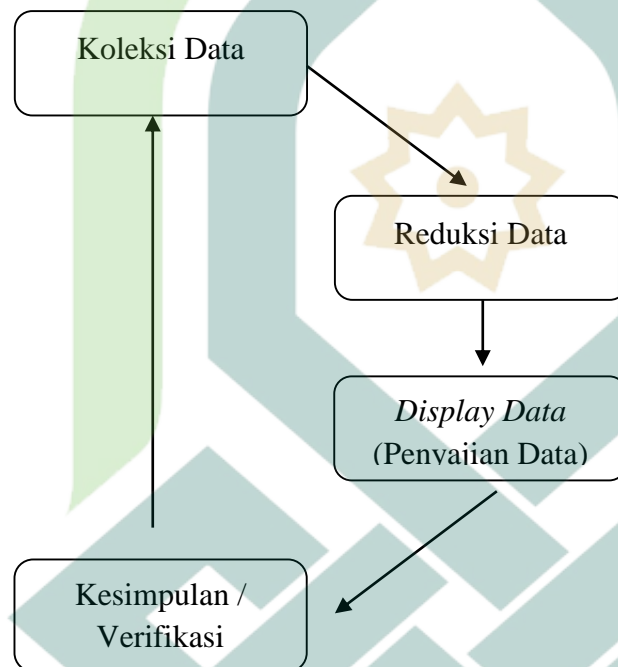 Koleksi Data
Reduksi Data
Display Data
(Penyajian Data)
Kesimpulan /
Verifikasi